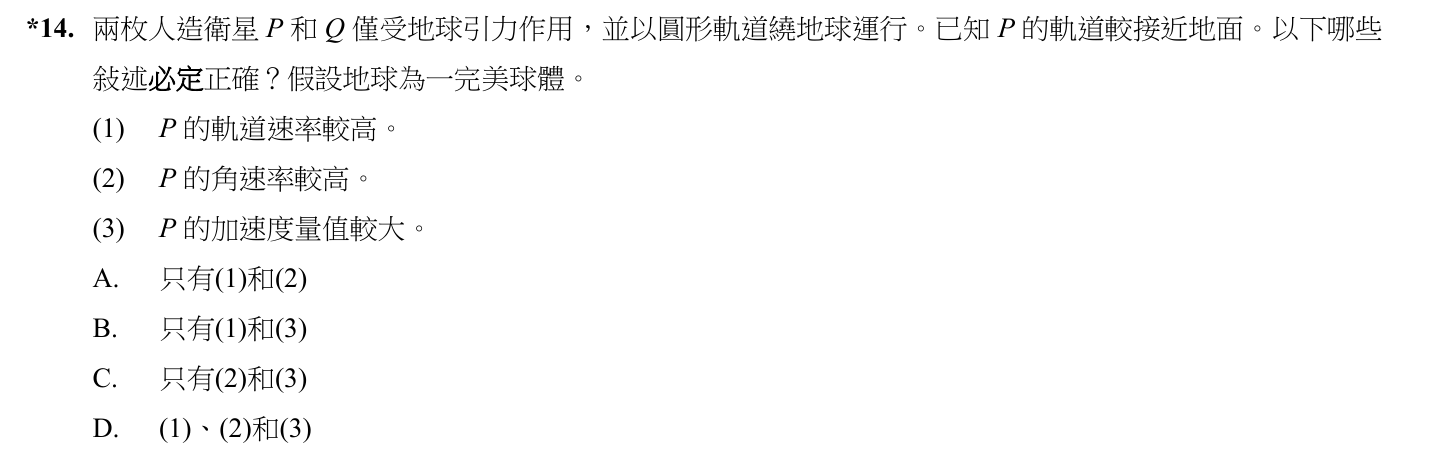 *14. 兩枚人造衛星 P 和 Q 僅受地球引力作用，並以圓形軌道繞地球運行。已知 P 的軌道較接近地面。以下哪些
敍述必定正確？假設地球為一完美球體。
(1) P 的軌道速率較高。
(2) P 的角速率較高。
(3) P 的加速度量值較大。
A. 只有(1)和(2)
B. 只有(1)和(3)
C. 只有(2)和(3)
D. (1)、(2)和(3)